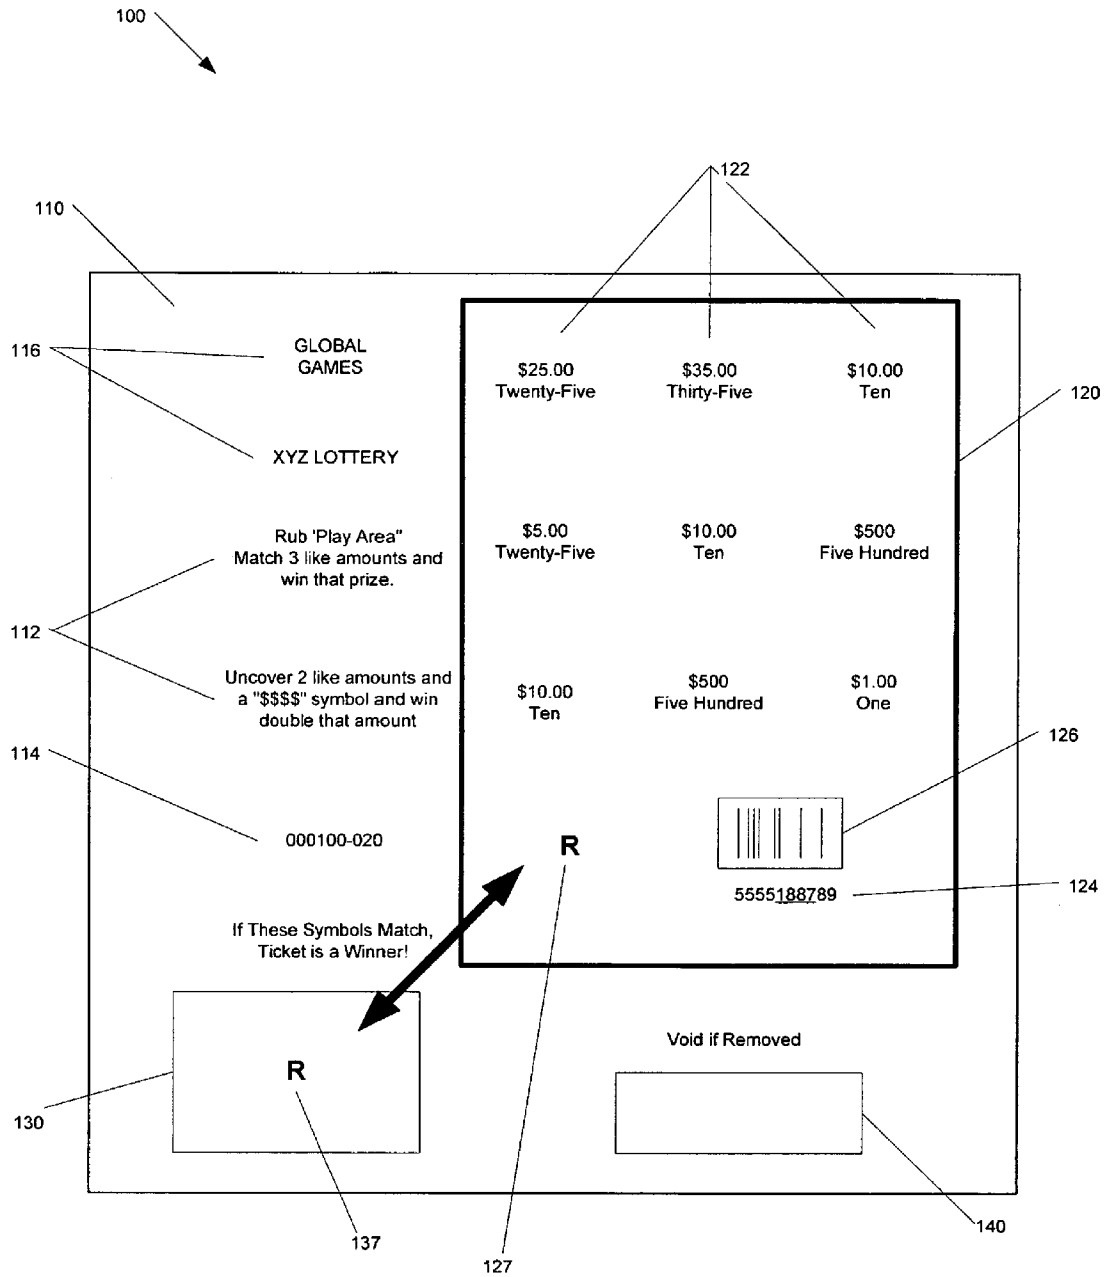 100
122
110
116
GLOBAL
GAMES
$25.00
Twenty-Five
$35.00
Thirty-Five
$10.00
Ten
120
XYZ LOTTERY
Rub 'Play Area"
Match 3 like amounts and
win that prize.
$5.00
Twenty-Five
$10.00
Ten
$500
Five Hundred
112
Uncover 2 like amounts and
a "$$$$" symbol and win
double that amount
$10.00
Ten
$500
Five Hundred
$1.00
One
126
114
000100-020
R
5555188789
124
If These Symbols Match,
Ticket is a Winner!
Void if Removed
R
130
140
137
127